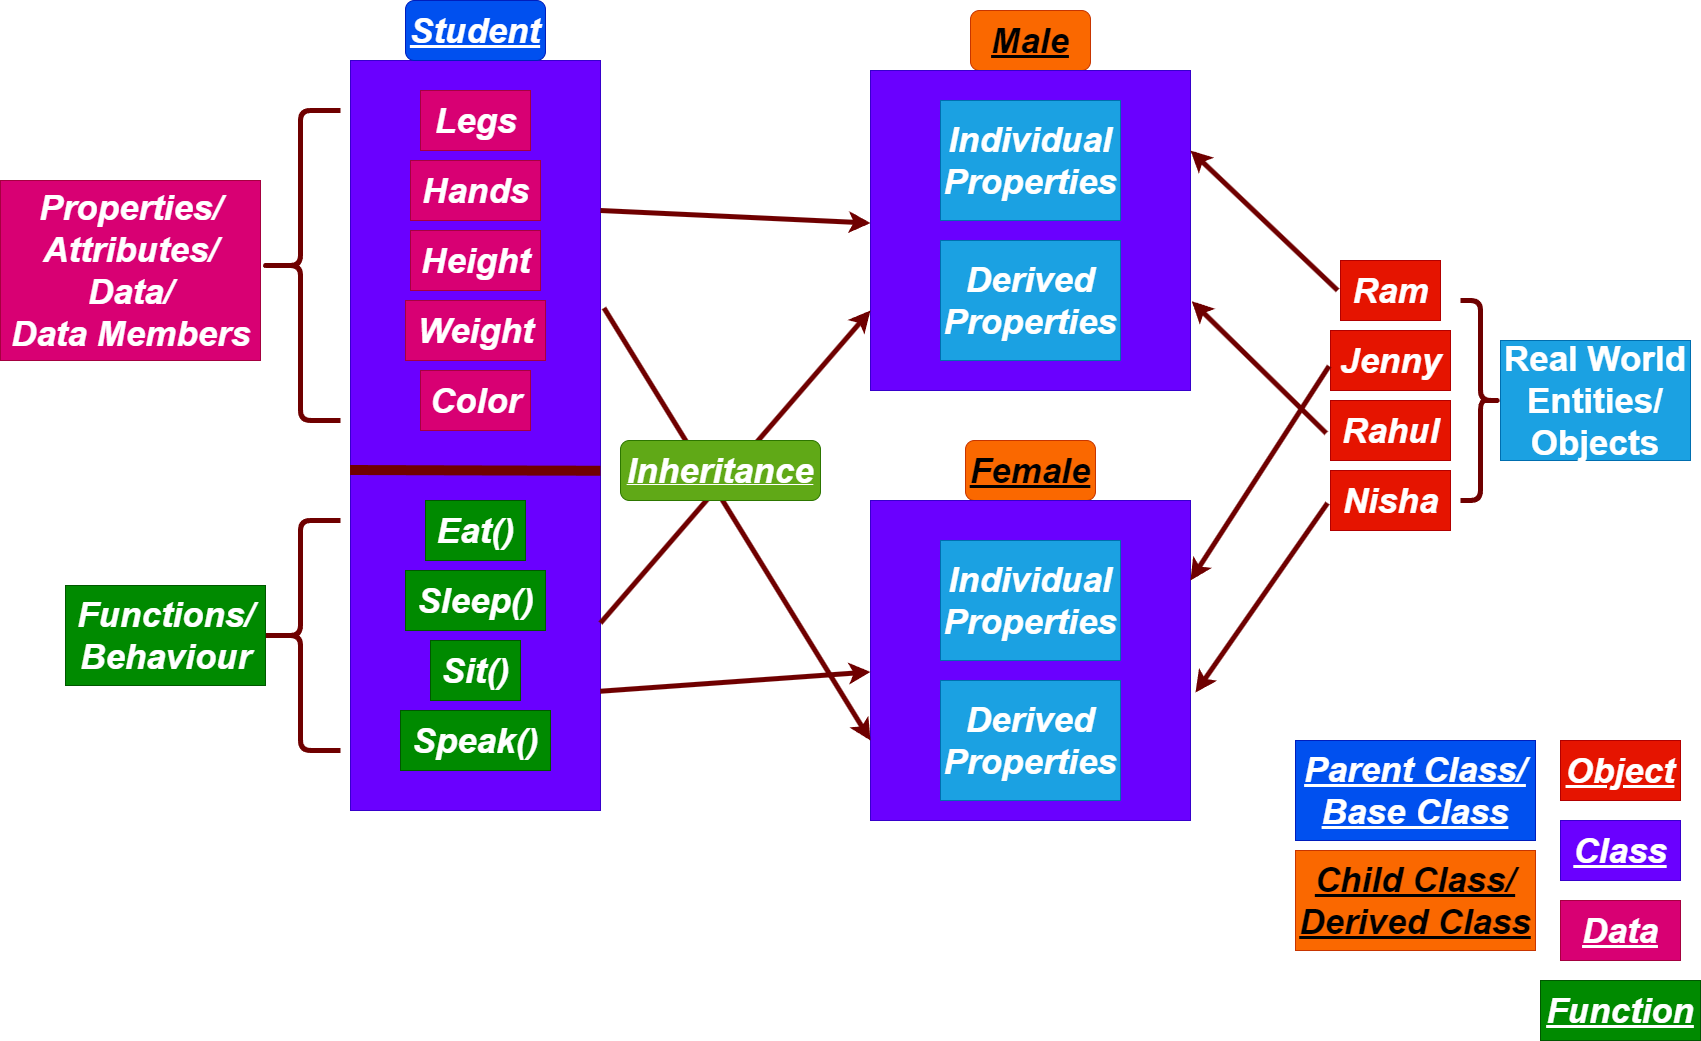 Student
Legs
Hands
Height
Weight
Color
Eat()
Sleep()
Sit()
Speak()
Properties/
Attributes/
Data/
Data Members
Functions/
Behaviour
Inheritance
Male
Individual
Properties
Derived
Properties
Female
Individual
Properties
Derived
Properties
Ram
Jenny
Rahul
Nisha
Real World
Entities/
Objects
Parent Class/
Base Class
Child Class/
Derived Class
Object
Class
Data
Function